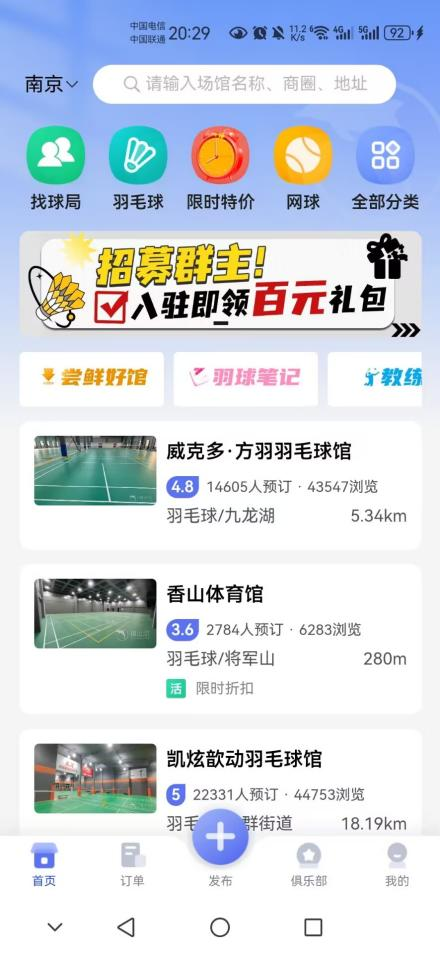 中国电信
中国联通
20:29
11.2
K/s
6
4G
5G
92
南京
请输入场馆名称、商圈、地址
找球局
羽毛球
限时特价
网球
全部分类
招募群主!
入驻即领百元礼包
尝鲜好馆
羽球笔记
教练
威克多·方羽羽毛球馆
4.8 14605人预订 · 43547浏览
羽毛球/九龙湖 5.34km
香山体育馆
3.6 2784人预订 · 6283浏览
羽毛球/将军山 280m
活 限时折扣
凯炫歆动羽毛球馆
5 22331人预订 · 44753浏览
羽毛 群街道 18.19km
首页
订单
发布
俱乐部
我的